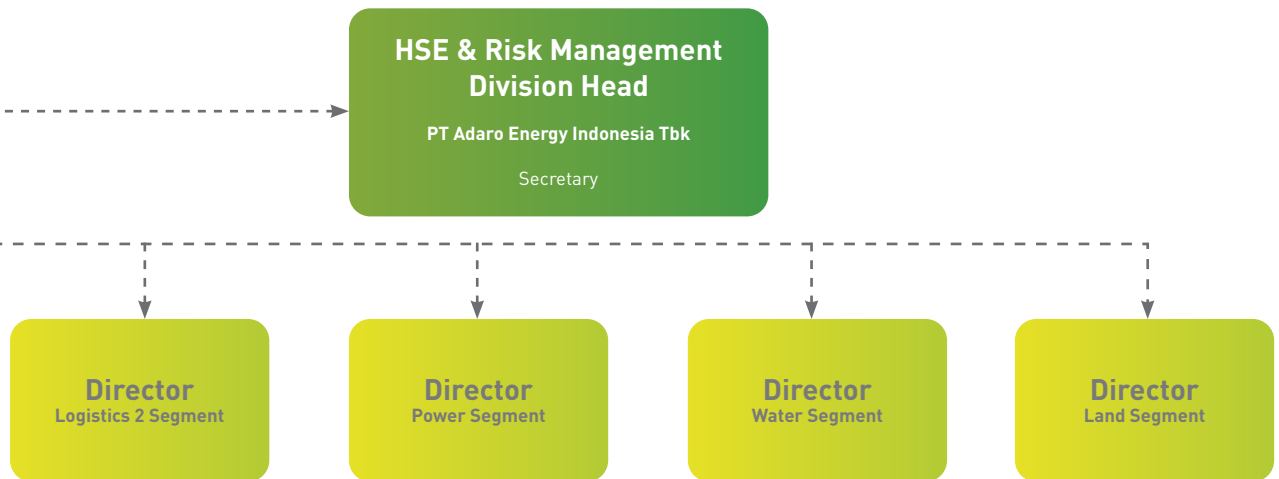 HSE & Risk Management
Division Head
PT Adaro Energy Indonesia Tbk
Secretary
Director
Logistics 2 Segment
Director
Power Segment
Director
Water Segment
Director
Land Segment